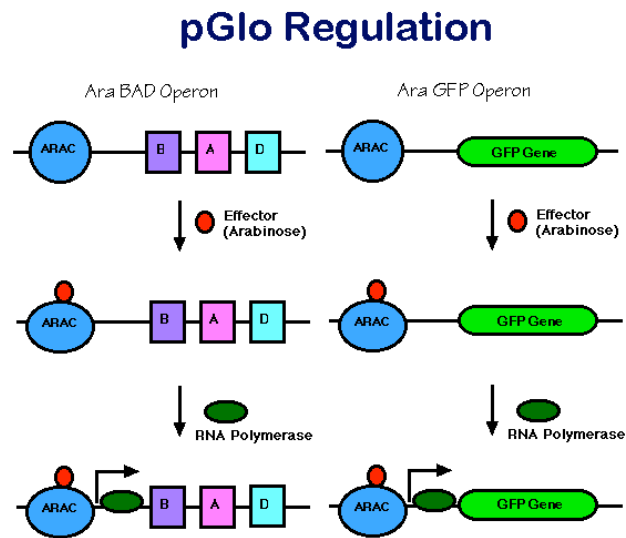 pGlo Regulation
Ara BAD Operon
Ara GFP Operon
ARAC
B
A
D
ARAC
GFP Gene
Effector
(Arabinose)
Effector
(Arabinose)
ARAC
B
A
D
ARAC
GFP Gene
RNA Polymerase
RNA Polymerase
ARAC
B
A
D
ARAC
GFP Gene